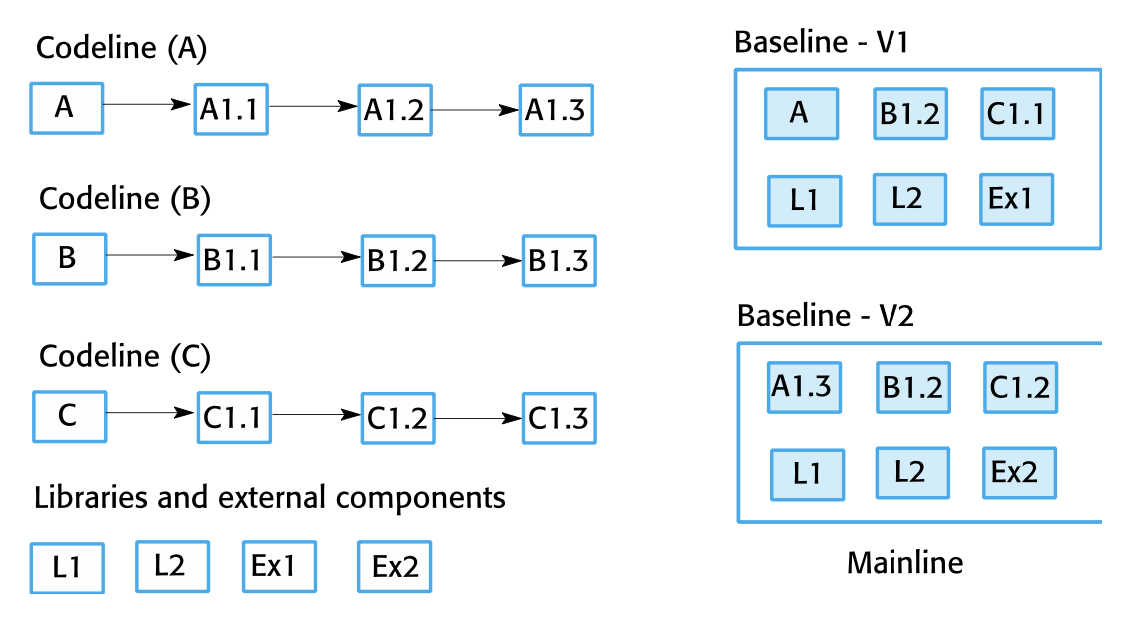 Codeline (A)
A A1.1 A1.2 A1.3
Codeline (B)
B B1.1 B1.2 B1.3
Codeline (C)
C C1.1 C1.2 C1.3
Libraries and external components
L1 L2 Ex1 Ex2
Baseline - V1
A B1.2 C1.1
L1 L2 Ex1
Baseline - V2
A1.3 B1.2 C1.2
L1 L2 Ex2
Mainline